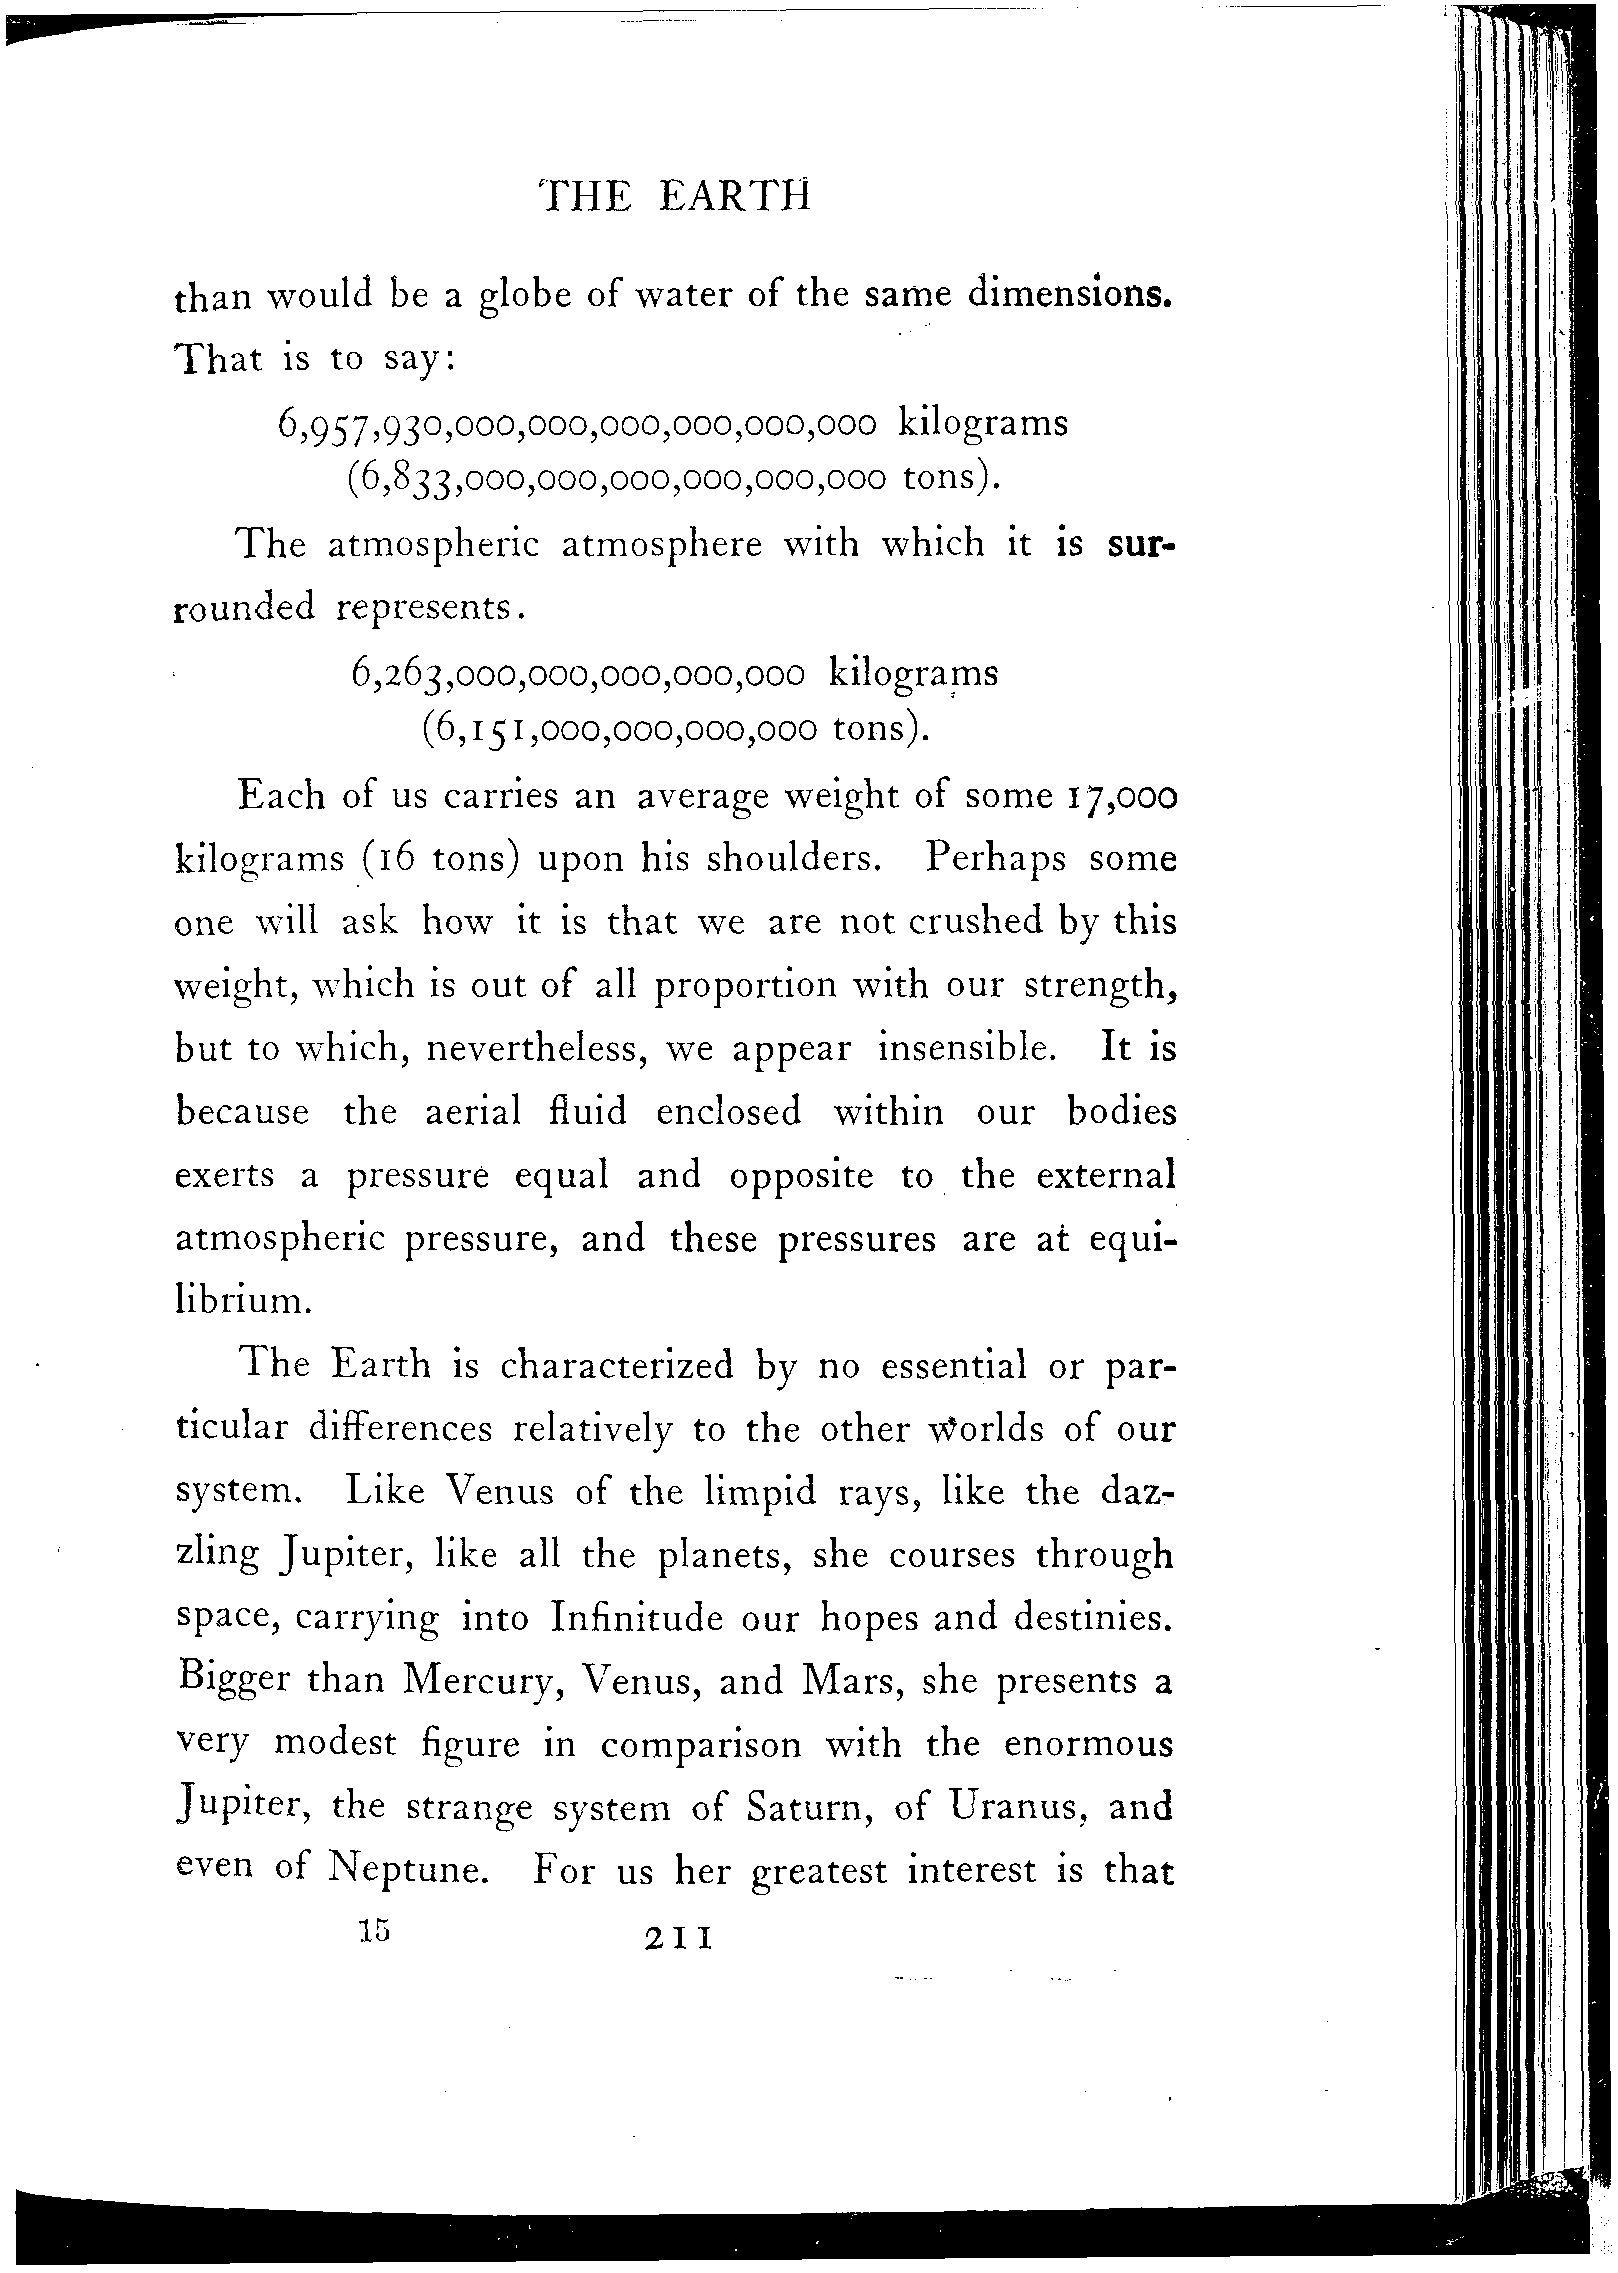 THE EARTH
than would be a globe of water of the same dimensions.
That is to say:
6,957,930,000,000,000,000,000,000 kilograms
(6,833,000,000,000,000,000,000 tons).
The atmospheric atmosphere with which it is sur-
rounded represents.
6,263,000,000,000,000,000 kilograms
(6,151,000,000,000,000 tons).
Each of us carries an average weight of some 17,000
kilograms (16 tons) upon his shoulders. Perhaps some
one will ask how it is that we are not crushed by this
weight, which is out of all proportion with our strength,
but to which, nevertheless, we appear insensible. It is
because the aerial fluid enclosed within our bodies
exerts a pressure equal and opposite to the external
atmospheric pressure, and these pressures are at equi-
librium.
The Earth is characterized by no essential or par-
ticular differences relatively to the other worlds of our
system. Like Venus of the limpid rays, like the daz-
zling Jupiter, like all the planets, she courses through
space, carrying into Infinitude our hopes and destinies.
Bigger than Mercury, Venus, and Mars, she presents a
very modest figure in comparison with the enormous
Jupiter, the strange system of Saturn, of Uranus, and
even of Neptune. For us her greatest interest is that
15 211